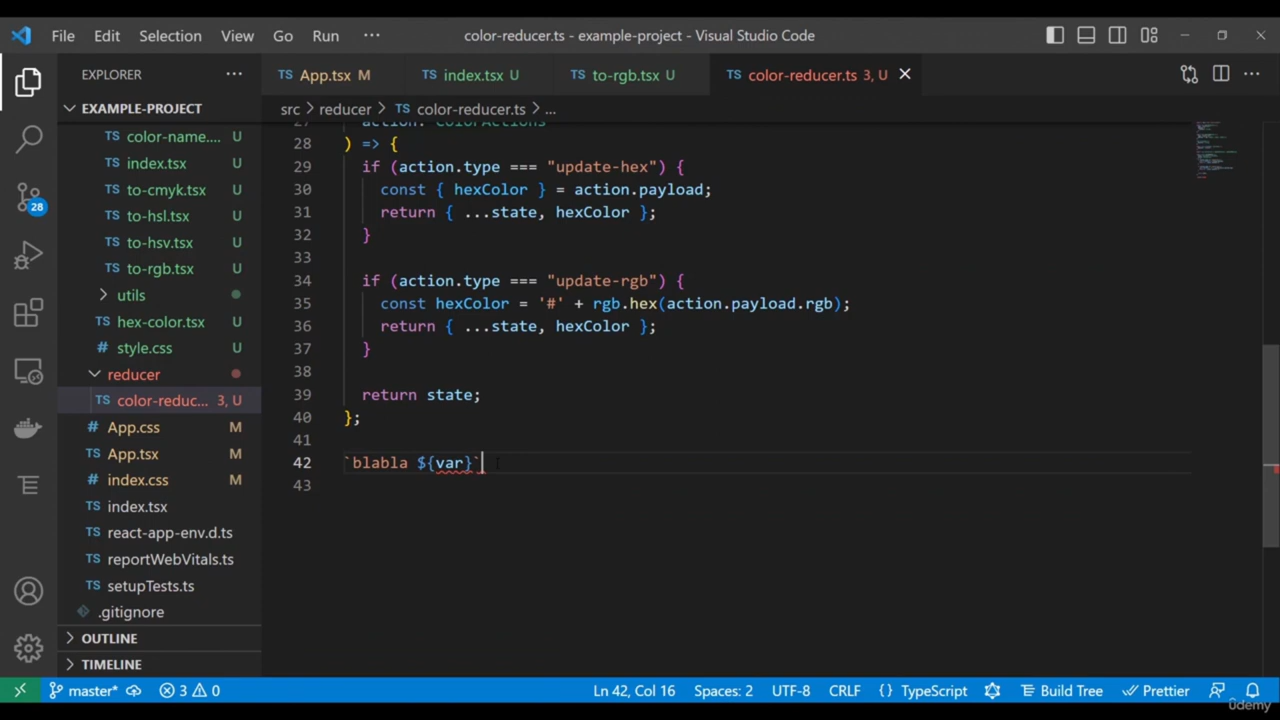 File Edit Selection View Go Run ··· color-reducer.ts - example-project - Visual Studio Code
EXPLORER ··· TS App.tsx M TS index.tsx U TS to-rgb.tsx U TS color-reducer.ts 3, U
EXAMPLE-PROJECT src > reducer > TS color-reducer.ts > ...
27 action: ColorActions
TS color-name.... U
28 ) => {
TS index.tsx U
29 if (action.type === "update-hex") {
TS to-cmyk.tsx U
30 const { hexColor } = action.payload;
TS to-hsl.tsx U
31 return { ...state, hexColor };
TS to-hsv.tsx U
32 }
TS to-rgb.tsx U
33
utils
34 if (action.type === "update-rgb") {
TS hex-color.tsx U
35 const hexColor = '#' + rgb.hex(action.payload.rgb);
# style.css U
36 return { ...state, hexColor };
reducer
37 }
TS color-reduc... 3, U
38
39 return state;
TS App.css M
40 };
TS App.tsx M
41
# index.css M
42 `blabla ${var}`
TS index.tsx
43
TS react-app-env.d.ts
TS reportWebVitals.ts
TS setupTests.ts
.gitignore
OUTLINE
TIMELINE
28
master* 3 0 Ln 42, Col 16 Spaces: 2 UTF-8 CRLF {} TypeScript Build Tree Prettier
ûdemy